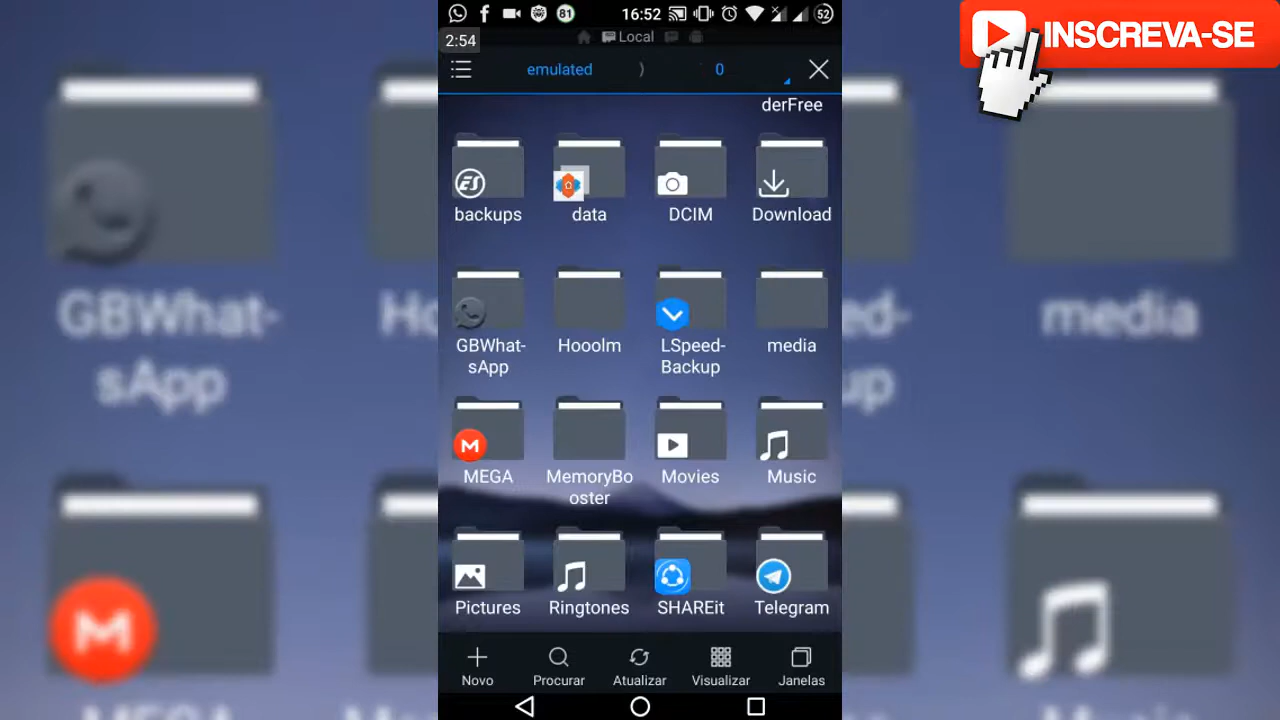 81
16:52
52
INSCREVA-SE
2:54
Local
emulated
0
derFree
ES
backups
data
DCIM
Download
GBWhat-
sApp
Hooolm
LSpeed-
Backup
media
M
MEGA
MemoryBo
oster
Movies
Music
Pictures
Ringtones
SHAREit
Telegram
Novo
Procurar
Atualizar
Visualizar
Janelas
GBWhat-
sApp
media
M